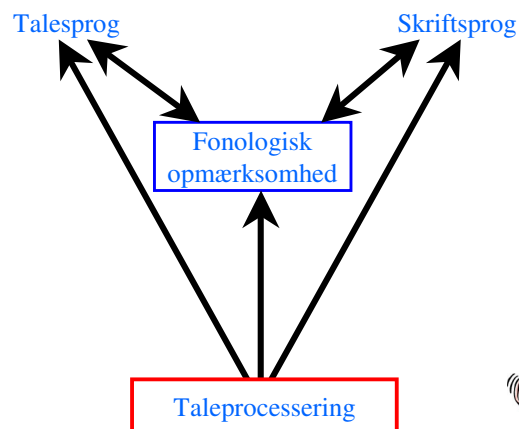 Talesprog
Skriftsprog
Fonologisk
opmærksomhed
Taleprocessering